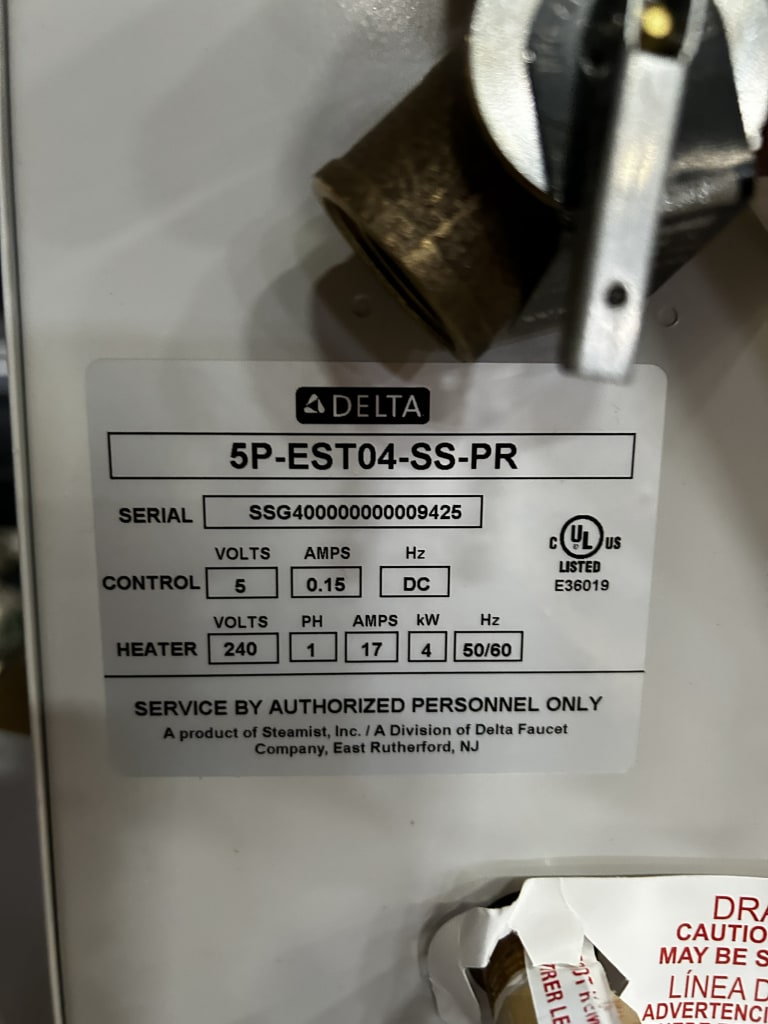 DELTA
5P-EST04-SS-PR
SERIAL SSG400000000009425
VOLTS AMPS Hz
CONTROL 5 0.15 DC
C UL US
LISTED
E36019
VOLTS PH AMPS kW Hz
HEATER 240 1 17 4 50/60
SERVICE BY AUTHORIZED PERSONNEL ONLY
A product of Steamist, Inc. / A Division of Delta Faucet
Company, East Rutherford, NJ
DRA
CAUTIO
MAY BE S
LÍNEA D
ADVERTENCI